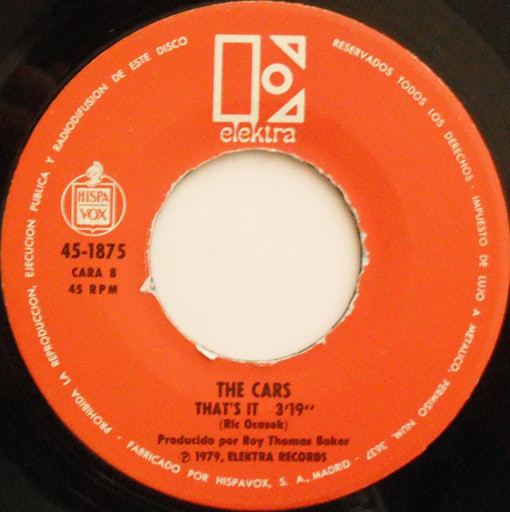 elektra
HISPA
VOX
45-1875
CARA B
45 RPM
THE CARS
THAT'S IT 3'19"
(Ric Ocasek)
Producido por Roy Thomas Baker
℗ 1979, ELEKTRA RECORDS
PROHIBIDA LA REPRODUCCION, EJECUCION PUBLICA Y RADIODIFUSION DE ESTE DISCO
RESERVADOS TODOS LOS DERECHOS - IMPUESTO DE LUJO A METALICO, PERMISO NUM. 3637
- FABRICADO POR HISPAVOX, S. A., MADRID -